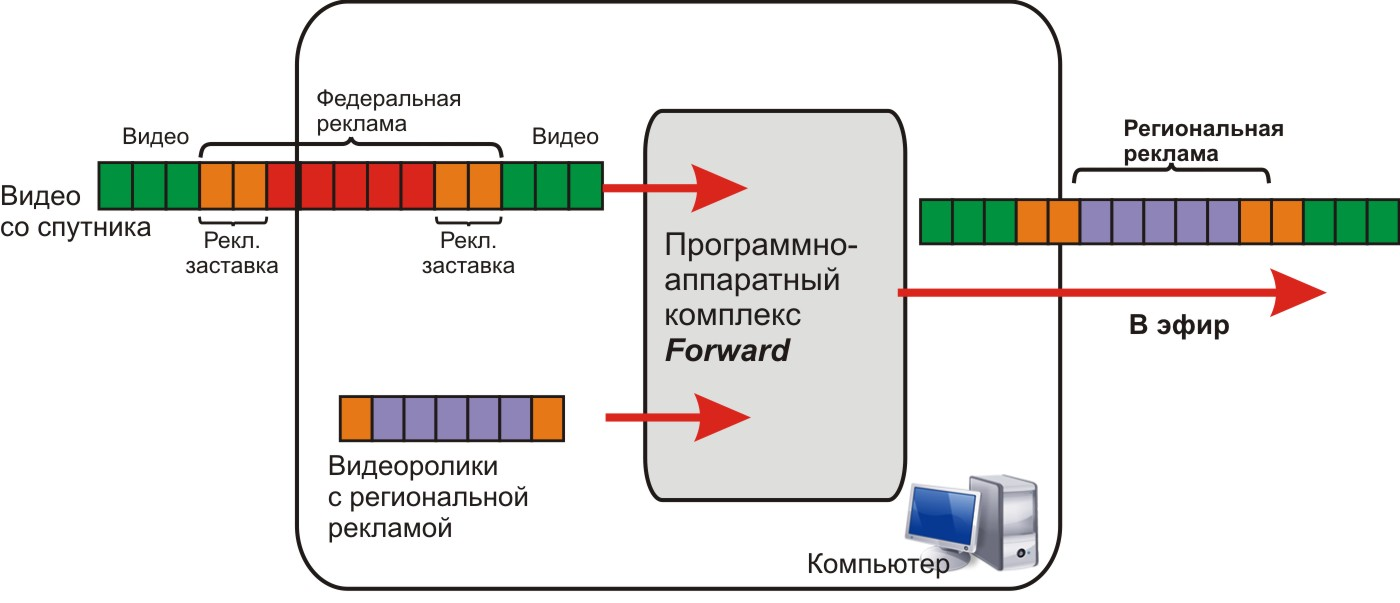 Федеральная
реклама
Видео
Видео
Видео
со спутника
Рекл.
заставка
Рекл.
заставка
Программно-
аппаратный
комплекс
Forward
Региональная
реклама
В эфир
Видеоролики
с региональной
рекламой
Компьютер